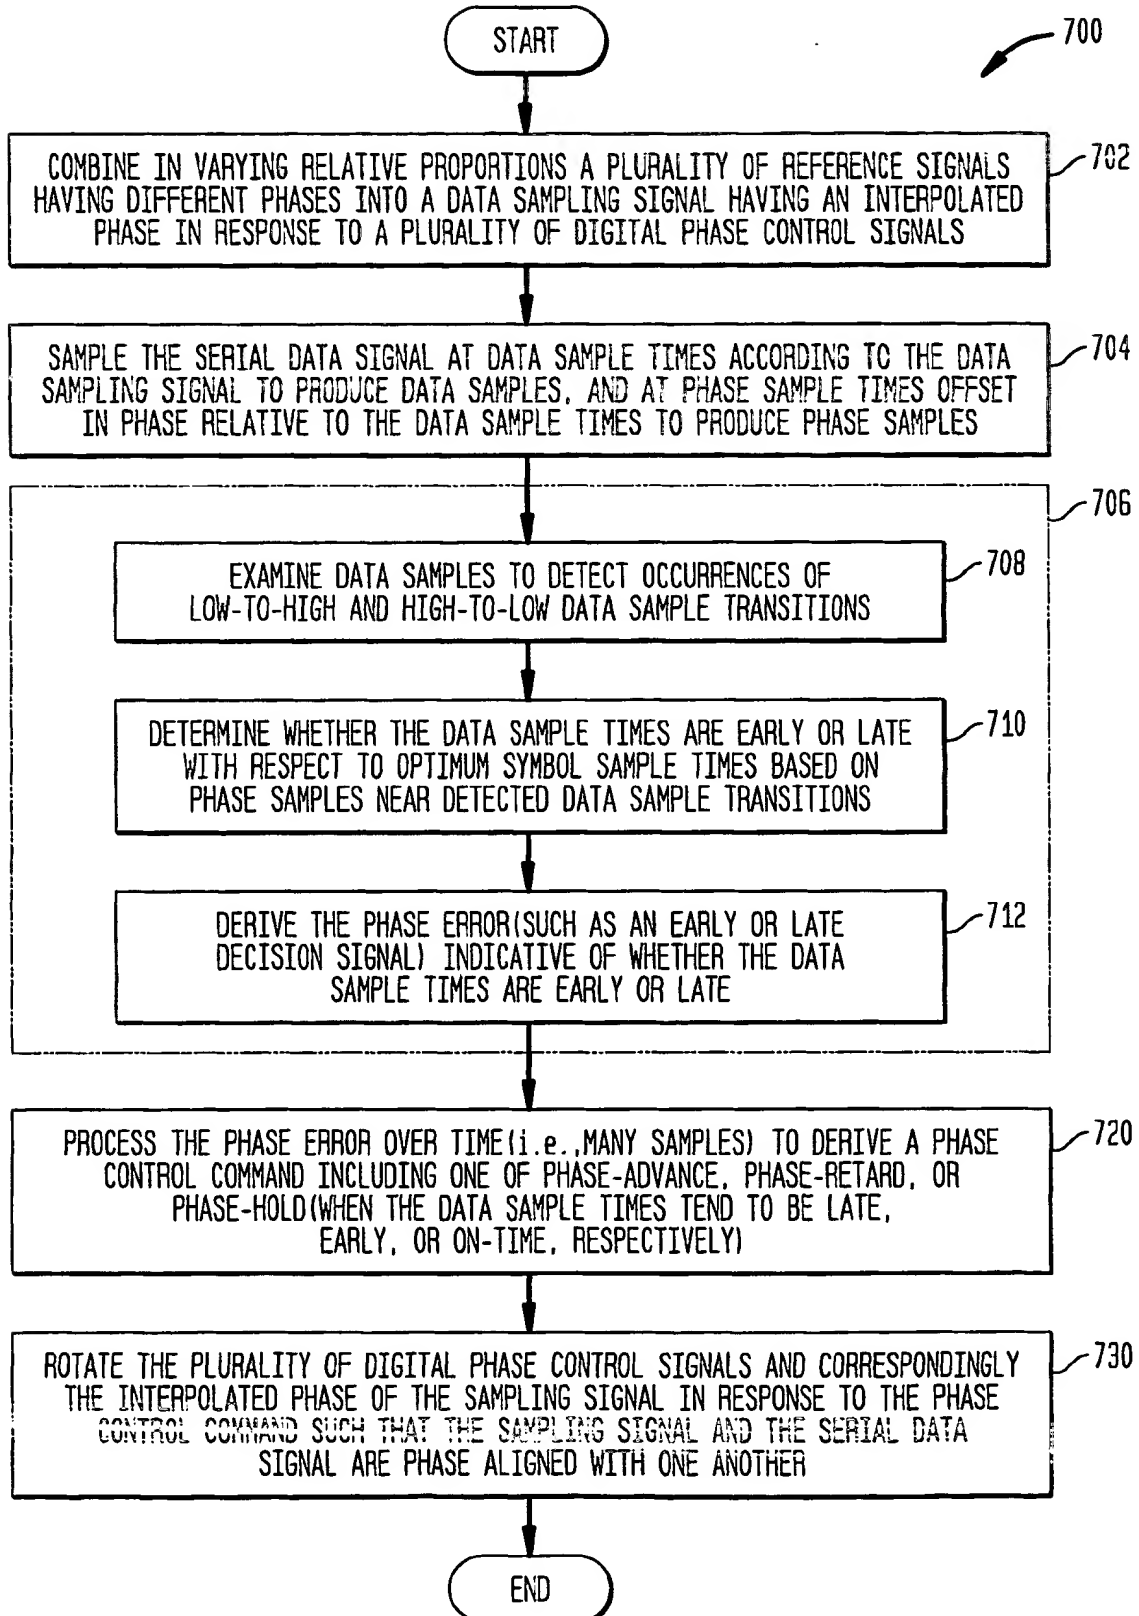 START
700
COMBINE IN VARYING RELATIVE PROPORTIONS A PLURALITY OF REFERENCE SIGNALS
HAVING DIFFERENT PHASES INTO A DATA SAMPLING SIGNAL HAVING AN INTERPOLATED
PHASE IN RESPONSE TO A PLURALITY OF DIGITAL PHASE CONTROL SIGNALS
702
SAMPLE THE SERIAL DATA SIGNAL AT DATA SAMPLE TIMES ACCORDING TO THE DATA
SAMPLING SIGNAL TO PRODUCE DATA SAMPLES, AND AT PHASE SAMPLE TIMES OFFSET
IN PHASE RELATIVE TO THE DATA SAMPLE TIMES TO PRODUCE PHASE SAMPLES
704
706
EXAMINE DATA SAMPLES TO DETECT OCCURRENCES OF
LOW-TO-HIGH AND HIGH-TO-LOW DATA SAMPLE TRANSITIONS
708
DETERMINE WHETHER THE DATA SAMPLE TIMES ARE EARLY OR LATE
WITH RESPECT TO OPTIMUM SYMBOL SAMPLE TIMES BASED ON
PHASE SAMPLES NEAR DETECTED DATA SAMPLE TRANSITIONS
710
DERIVE THE PHASE ERROR(SUCH AS AN EARLY OR LATE
DECISION SIGNAL) INDICATIVE OF WHETHER THE DATA
SAMPLE TIMES ARE EARLY OR LATE
712
PROCESS THE PHASE ERROR OVER TIME(i.e.,MANY SAMPLES) TO DERIVE A PHASE
CONTROL COMMAND INCLUDING ONE OF PHASE-ADVANCE, PHASE-RETARD, OR
PHASE-HOLD(WHEN THE DATA SAMPLE TIMES TEND TO BE LATE,
EARLY, OR ON-TIME, RESPECTIVELY)
720
ROTATE THE PLURALITY OF DIGITAL PHASE CONTROL SIGNALS AND CORRESPONDINGLY
THE INTERPOLATED PHASE OF THE SAMPLING SIGNAL IN RESPONSE TO THE PHASE
CONTROL COMMAND SUCH THAT THE SAMPLING SIGNAL AND THE SERIAL DATA
SIGNAL ARE PHASE ALIGNED WITH ONE ANOTHER
730
END